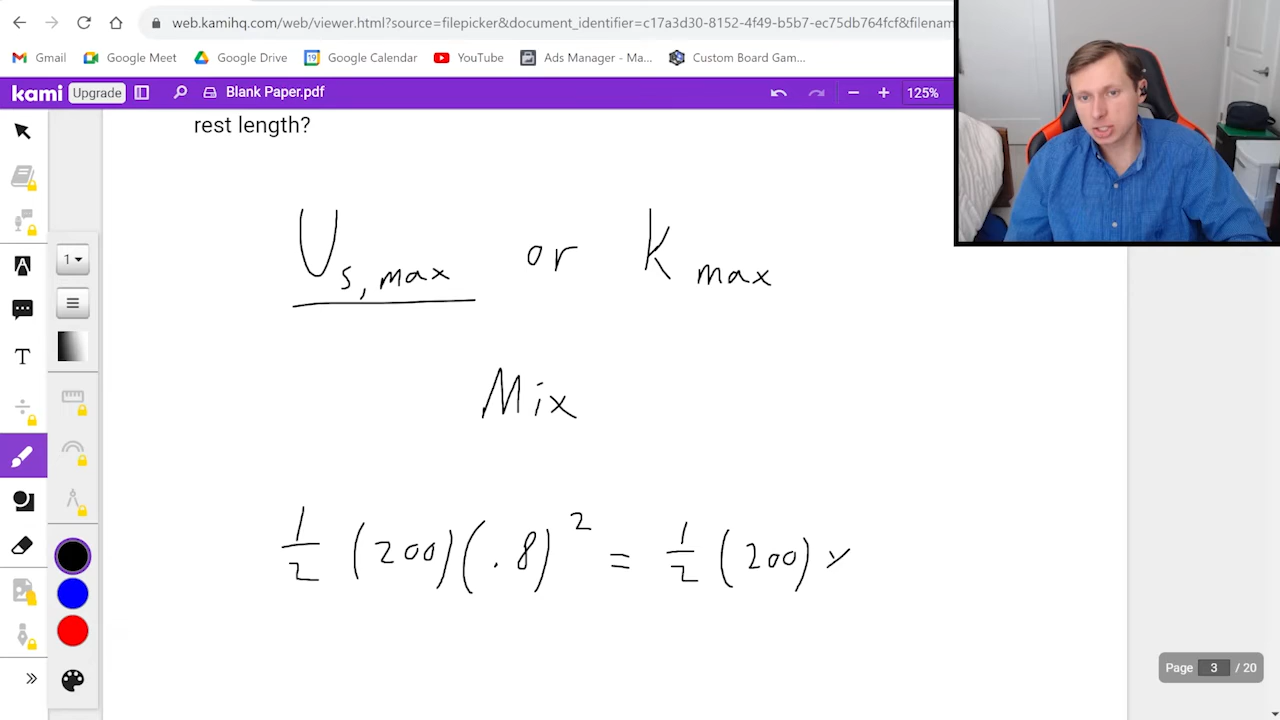 web.kamihq.com/web/viewer.html?source=filepicker&document_identifier=c17a3d30-8152-4f49-b5b7-ec75db764fcf&filenam
Gmail Google Meet Google Drive 19 Google Calendar YouTube Ads Manager - Ma... Custom Board Gam...
kami Upgrade Blank Paper.pdf 125%
rest length?
U s, max or K max
1
Mix
T
1/2 (200)(.8)² = 1/2 (200) x
Page 3 / 20